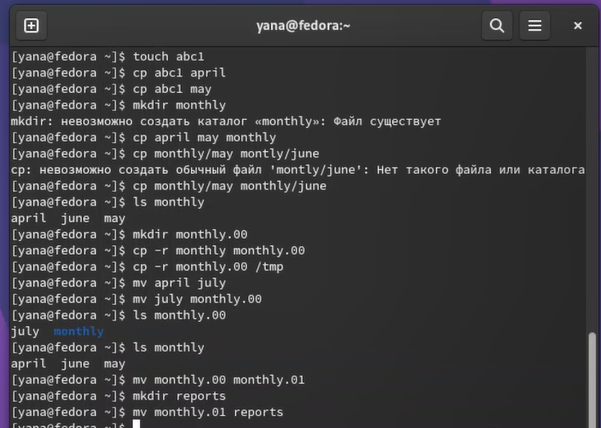 yana@fedora:~
[yana@fedora ~]$ touch abc1
[yana@fedora ~]$ cp abc1 april
[yana@fedora ~]$ cp abc1 may
[yana@fedora ~]$ mkdir monthly
mkdir: невозможно создать каталог «monthly»: Файл существует
[yana@fedora ~]$ cp april may monthly
[yana@fedora ~]$ cp monthly/may montly/june
cp: невозможно создать обычный файл 'montly/june': Нет такого файла или каталога
[yana@fedora ~]$ cp monthly/may monthly/june
[yana@fedora ~]$ ls monthly
april  june  may
[yana@fedora ~]$ mkdir monthly.00
[yana@fedora ~]$ cp -r monthly monthly.00
[yana@fedora ~]$ cp -r monthly.00 /tmp
[yana@fedora ~]$ mv april july
[yana@fedora ~]$ mv july monthly.00
[yana@fedora ~]$ ls monthly.00
july  monthly
[yana@fedora ~]$ ls monthly
april  june  may
[yana@fedora ~]$ mv monthly.00 monthly.01
[yana@fedora ~]$ mkdir reports
[yana@fedora ~]$ mv monthly.01 reports
[yana@fedora ~]$